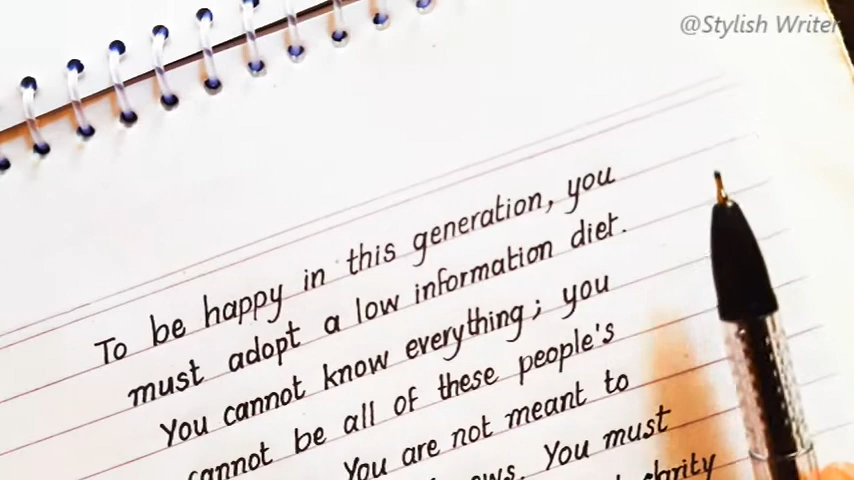 @Stylish Writer
To be happy in this generation, you
must adopt a low information diet.
You cannot know everything; you
cannot be all of these people's
You are not meant to
You must
clarity